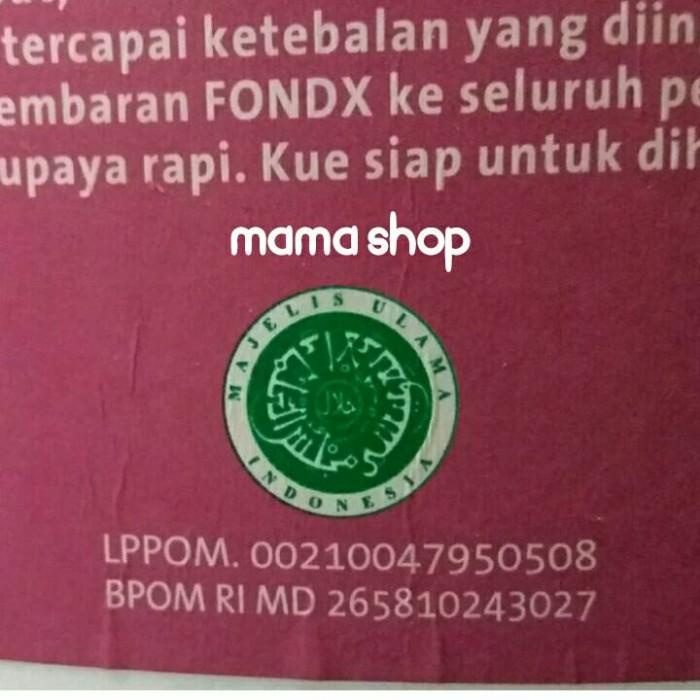 tercapai ketebalan yang diin
embaran FONDX ke seluruh pe
upaya rapi. Kue siap untuk dih
mama shop
MAJELIS ULAMA
حلال
INDONESIA
LPPOM. 00210047950508
BPOM RI MD 265810243027